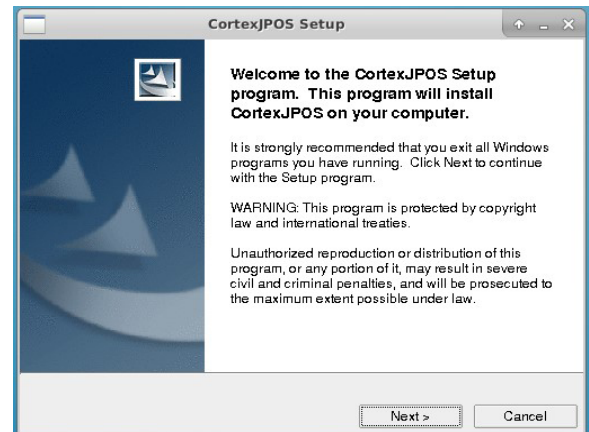 CortexJPOS Setup
Welcome to the CortexJPOS Setup
program. This program will install
CortexJPOS on your computer.
It is strongly recommended that you exit all Windows
programs you have running. Click Next to continue
with the Setup program.
WARNING: This program is protected by copyright
law and international treaties.
Unauthorized reproduction or distribution of this
program, or any portion of it, may result in severe
civil and criminal penalties, and will be prosecuted to
the maximum extent possible under law.
Next > Cancel